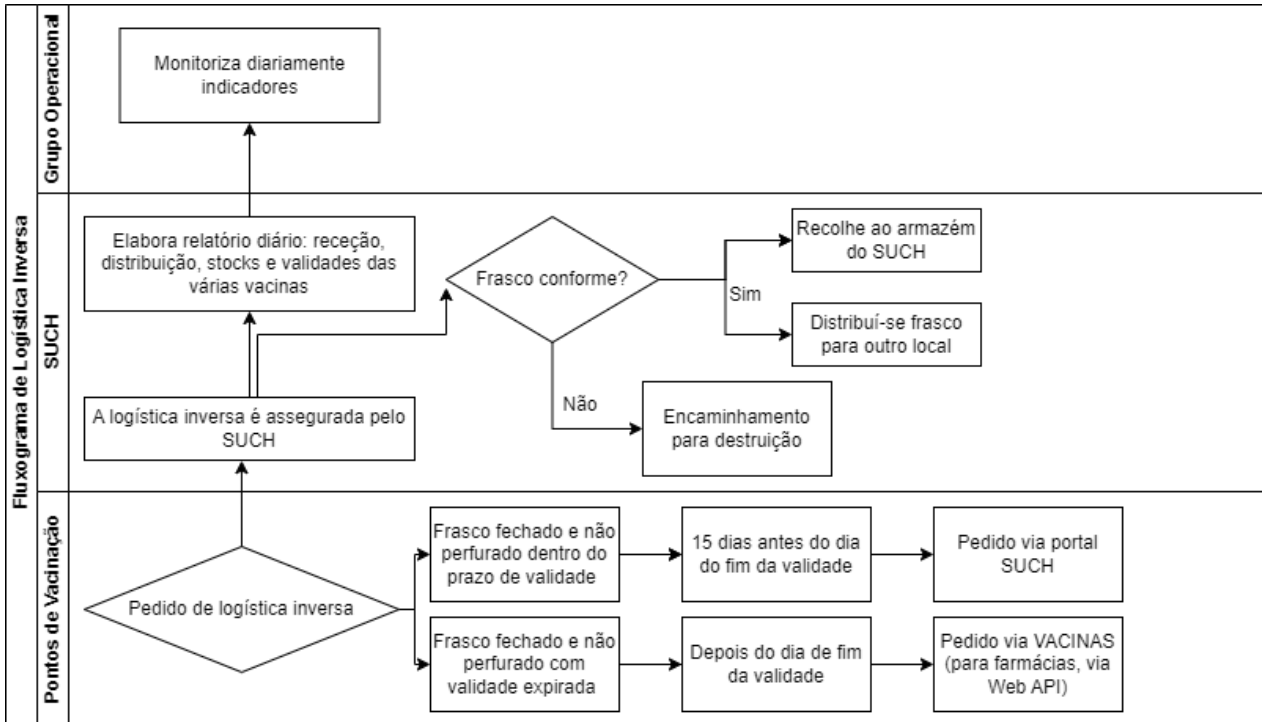 Fluxograma de Logística Inversa
Grupo Operacional
Monitoriza diariamente
indicadores
SUCH
Elabora relatório diário: receção,
distribuição, stocks e validades das
várias vacinas
Frasco conforme?
Recolhe ao armazém
do SUCH
Sim
Distribuí-se frasco
para outro local
Não
Encaminhamento
para destruição
A logística inversa é assegurada pelo
SUCH
Pontos de Vacinação
Pedido de logística inversa
Frasco fechado e não
perfurado dentro do
prazo de validade
15 dias antes do dia
do fim da validade
Pedido via portal
SUCH
Frasco fechado e não
perfurado com
validade expirada
Depois do dia de fim
da validade
Pedido via VACINAS
(para farmácias, via
Web API)